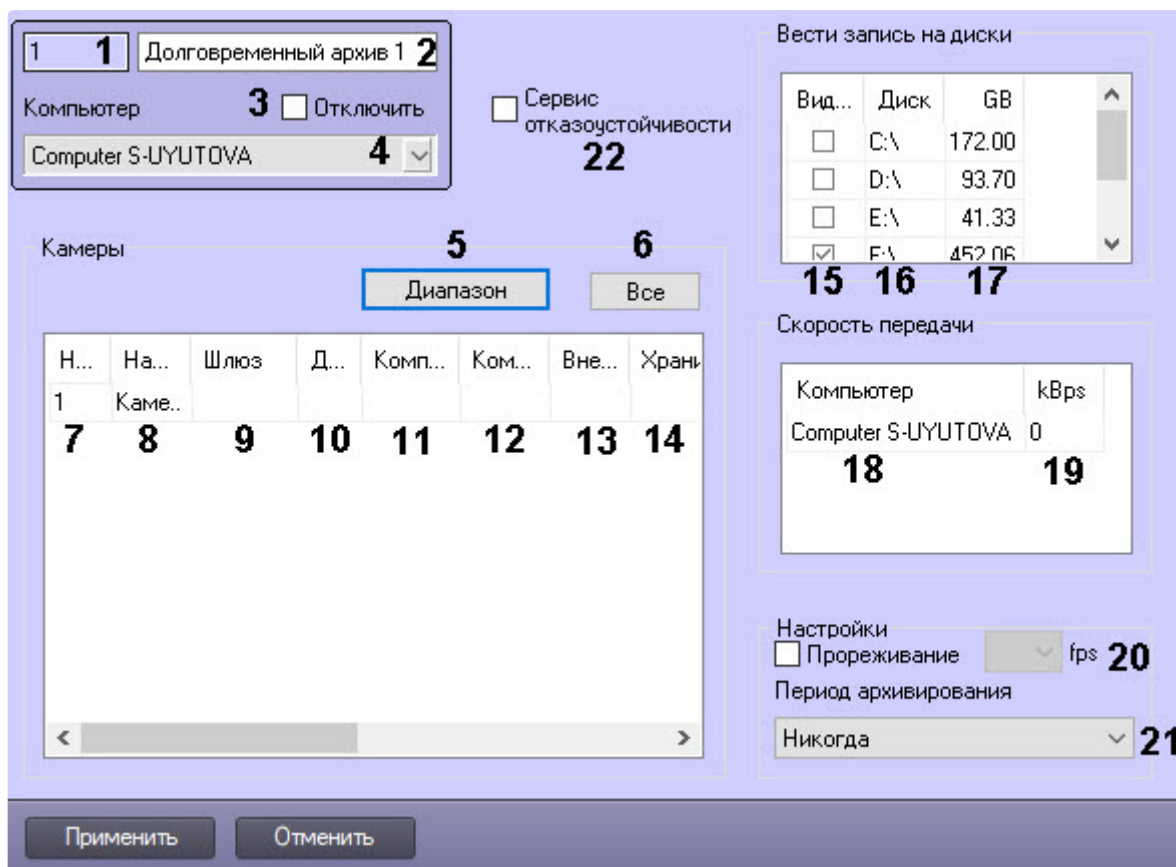 1 1 Долговременный архив 1 2
Компьютер 3 Отключить
Computer S-UYUTOVA 4
Сервис
отказоустойчивости
22
Вести запись на диски
Вид... Диск GB
C:\ 172.00
D:\ 93.70
E:\ 41.33
F:\ 452.06
15 16 17
Камеры 5 6
Диапазон Все
Н... На... Шлюз Д... Комп... Ком... Вне... Храни
1 Каме..
7 8 9 10 11 12 13 14
Скорость передачи
Компьютер kBps
Computer S-UYUTOVA 0
18 19
Настройки
Прореживание fps 20
Период архивирования
Никогда 21
Применить Отменить